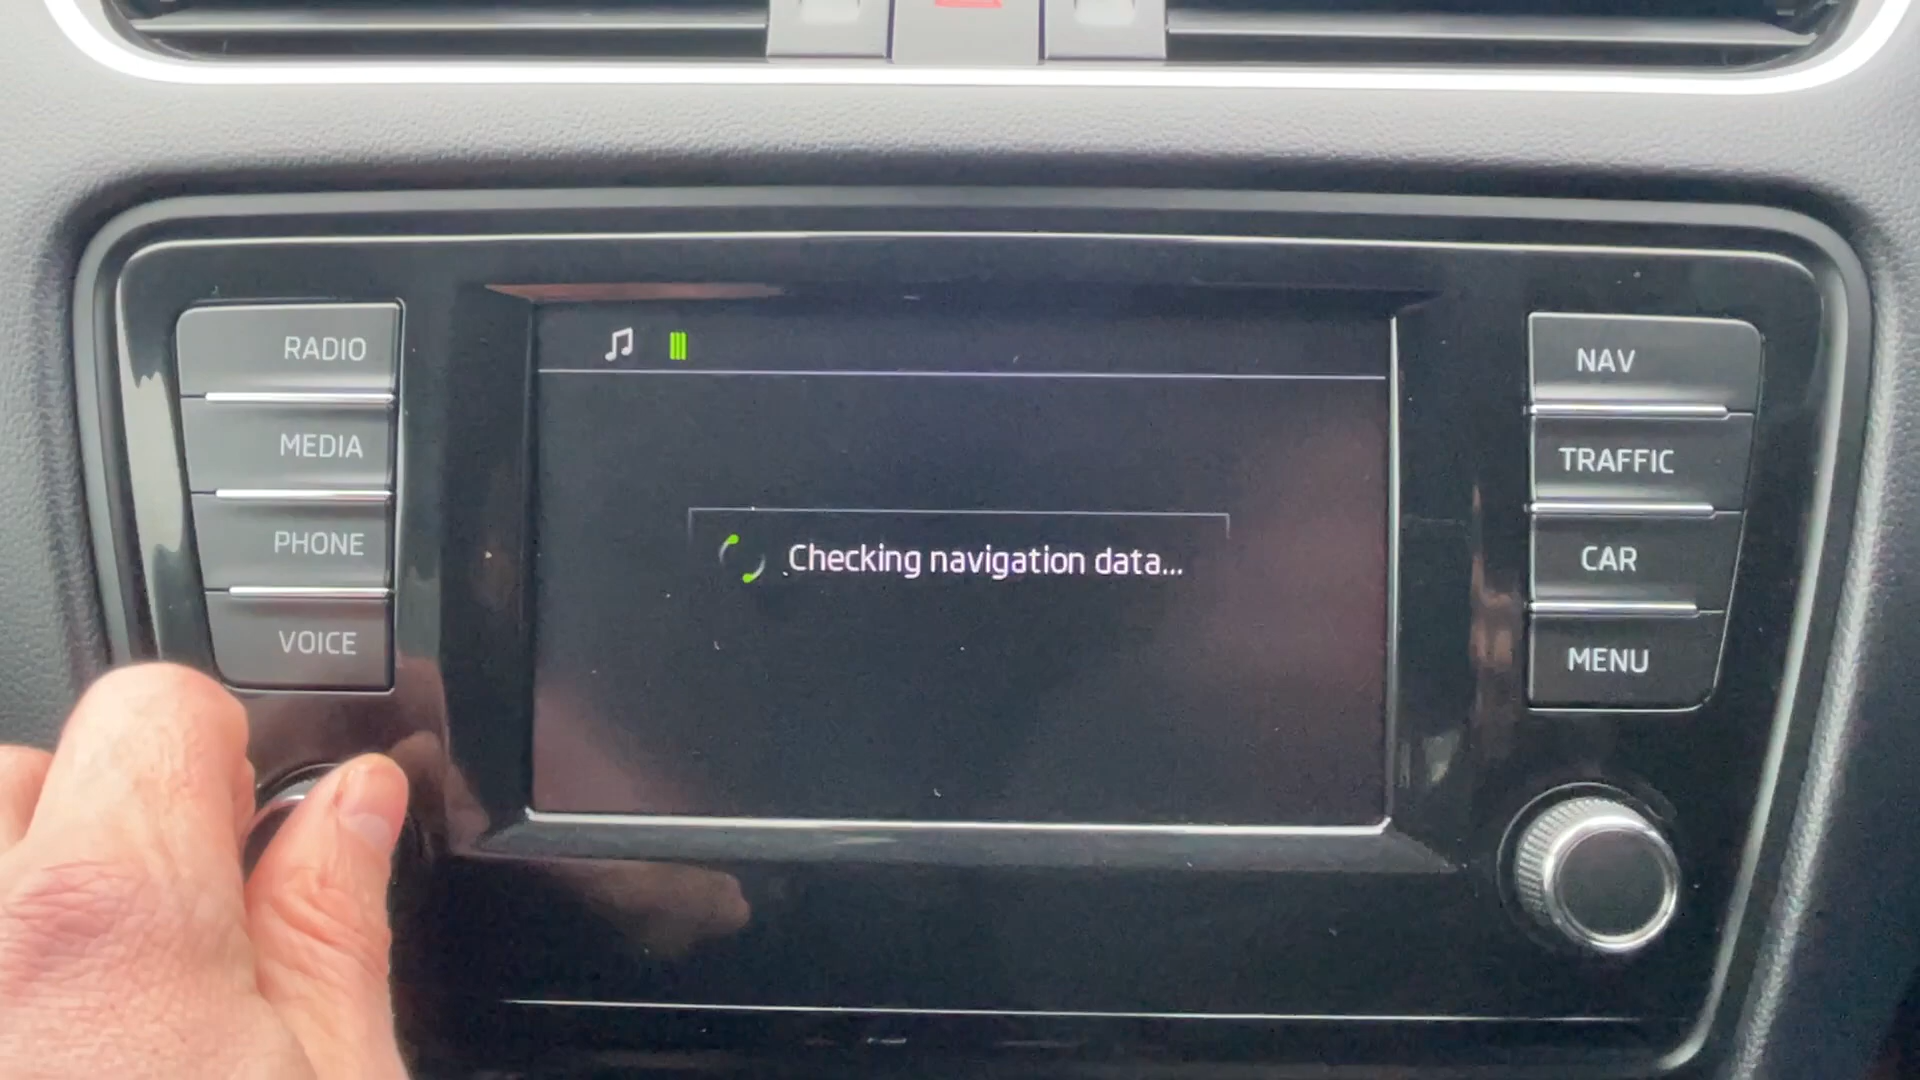 RADIO
MEDIA
PHONE
VOICE
Checking navigation data...
NAV
TRAFFIC
CAR
MENU